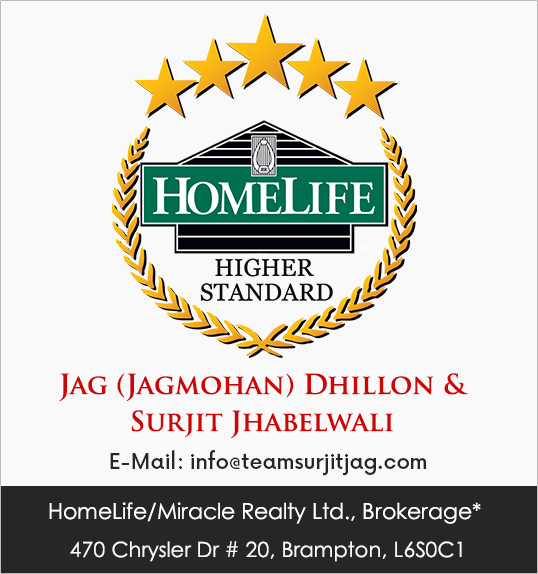 HOMELIFE
HIGHER
STANDARD
JAG (JAGMOHAN) DHILLON &
SURJIT JHABELWALI
E-Mail: info@teamsurjitjag.com
HomeLife/Miracle Realty Ltd., Brokerage*
470 Chrysler Dr # 20, Brampton, L6S0C1